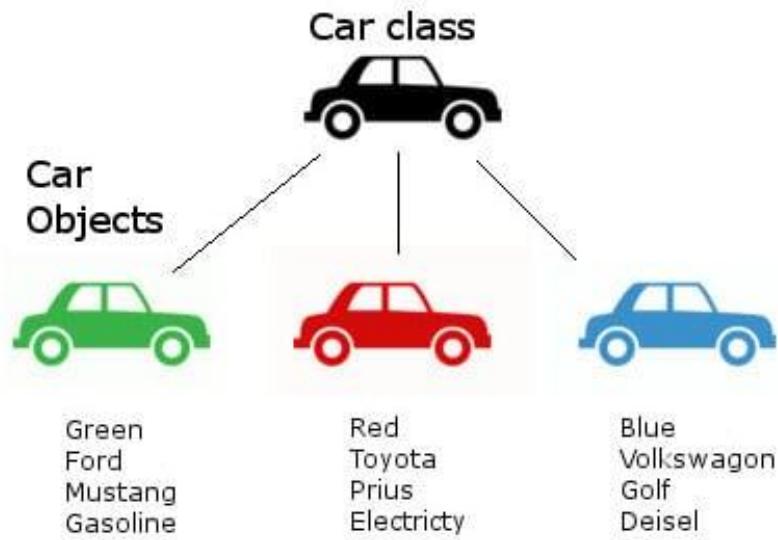 Car class
Car
Objects
Green
Ford
Mustang
Gasoline
Red
Toyota
Prius
Electricty
Blue
Volkswagon
Golf
Deisel